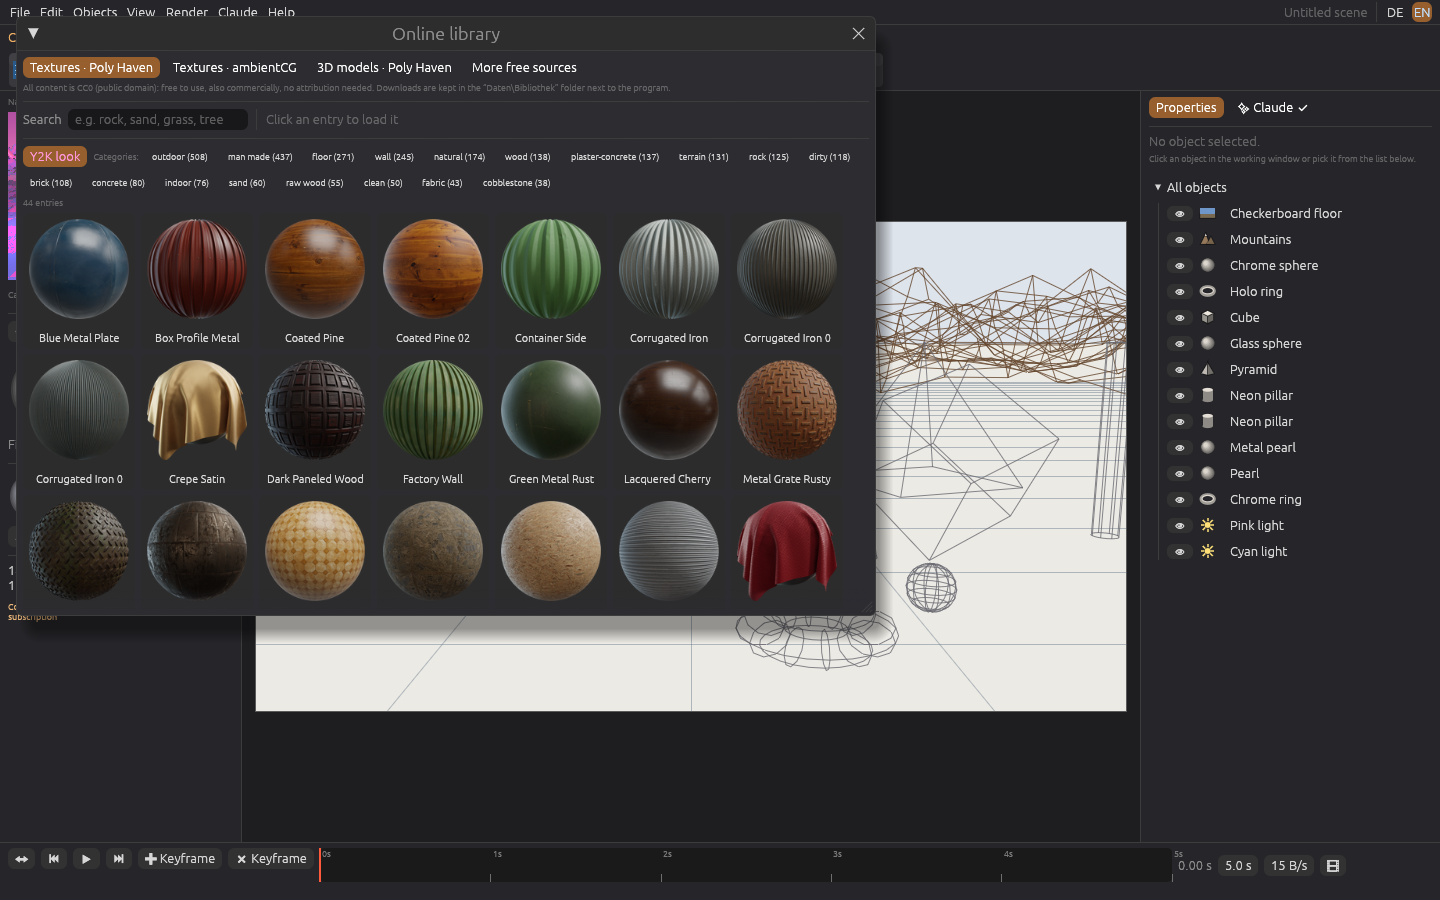 File Edit Objects View Render Claude Help
Untitled scene DE EN
Online library
Textures · Poly Haven Textures · ambientCG 3D models · Poly Haven More free sources
All content is CC0 (public domain): free to use, also commercially, no attribution needed. Downloads are kept in the "Daten\Bibliothek" folder next to the program.
Search e.g. rock, sand, grass, tree Click an entry to load it
Y2K look Categories: outdoor (508) man made (437) floor (271) wall (245) natural (174) wood (138) plaster-concrete (137) terrain (131) rock (125) dirty (118)
brick (108) concrete (80) indoor (76) sand (60) raw wood (55) clean (50) fabric (43) cobblestone (38)
44 entries
Blue Metal Plate Box Profile Metal Coated Pine Coated Pine 02 Container Side Corrugated Iron Corrugated Iron 0
Corrugated Iron 0 Crepe Satin Dark Paneled Wood Factory Wall Green Metal Rust Lacquered Cherry Metal Grate Rusty
subscription
Properties Claude
No object selected.
Click an object in the working window or pick it from the list below.
All objects
Checkerboard floor
Mountains
Chrome sphere
Holo ring
Cube
Glass sphere
Pyramid
Neon pillar
Neon pillar
Metal pearl
Pearl
Chrome ring
Pink light
Cyan light
Keyframe Keyframe 0s 1s 2s 3s 4s 5s
0.00 s 5.0 s 15 B/s